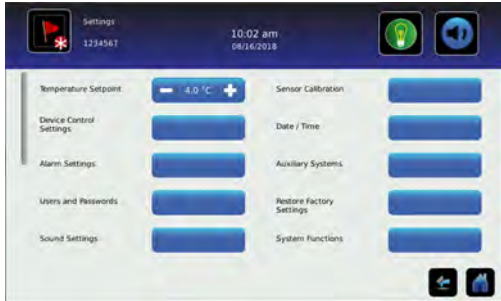 Settings
1234567
10:02 am
08/16/2018
Temperature Setpoint
4.0 °C
Sensor Calibration
Device Control
Settings
Date / Time
Alarm Settings
Auxiliary Systems
Users and Passwords
Restore Factory
Settings
Sound Settings
System Functions